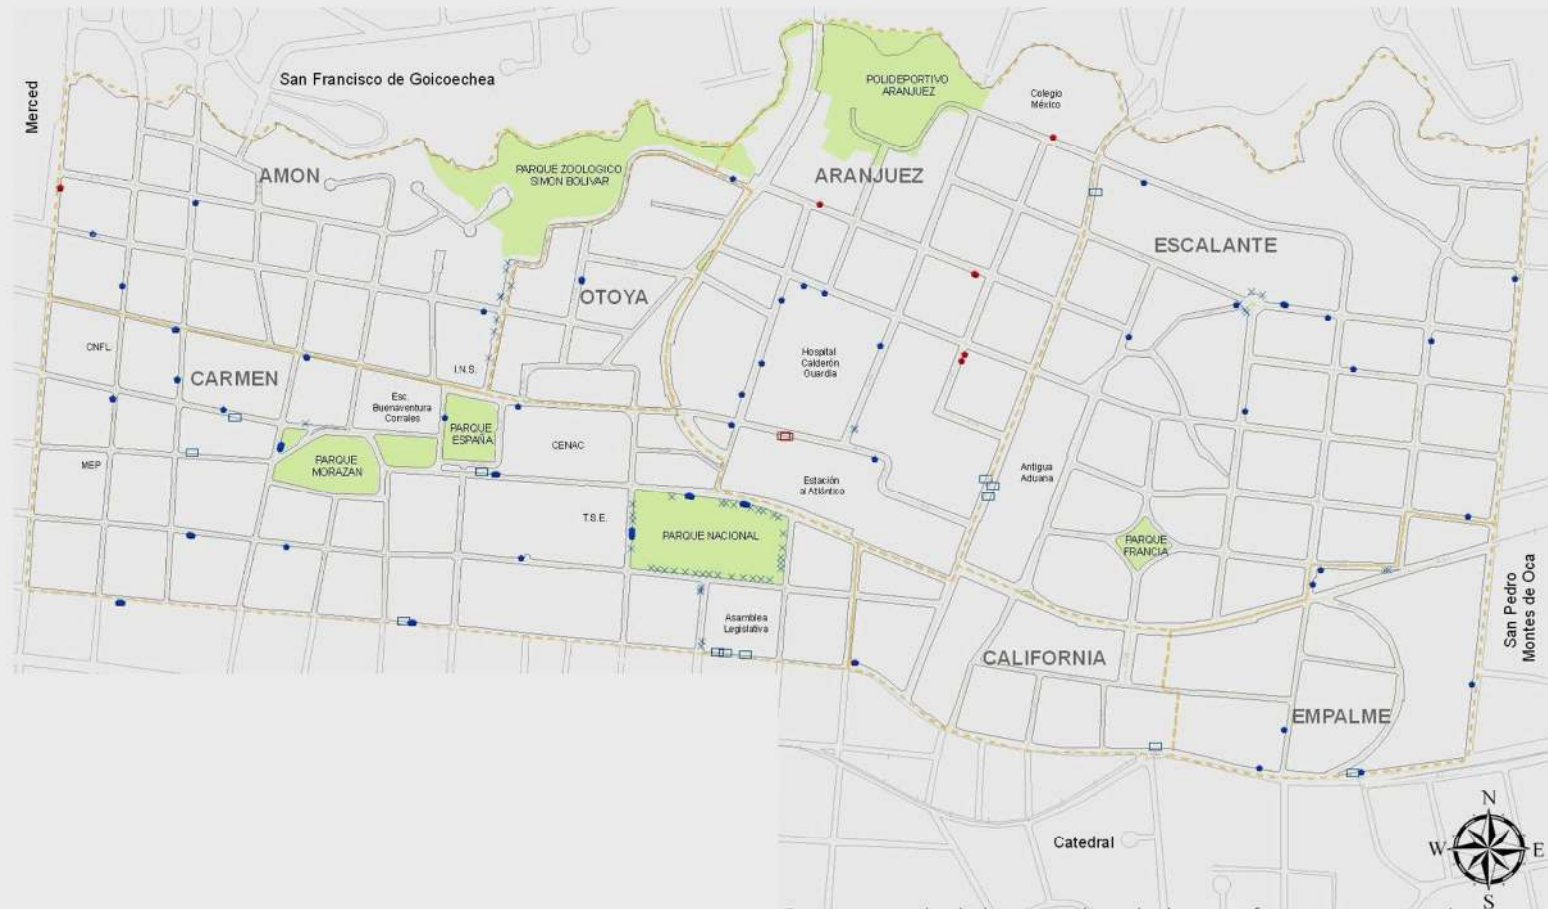 San Francisco de Goicoechea
Merced
POLIDEPORTIVO
ARANJUEZ
Colegio
México
AMON
PARQUE ZOOLOGICO
SIMON BOLIVAR
ARANJUEZ
ESCALANTE
OTOYA
CNFL
CARMEN
I.N.S.
Hospital
Calderón
Guardia
Esc.
Buenaventura
Corrales
PARQUE
ESPAÑA
CENAC
PARQUE
MORAZAN
MEP
Estación
al Atlántico
Antigua
Aduana
T.S.E.
PARQUE NACIONAL
PARQUE
FRANCIA
San Pedro
Montes de Oca
Asamblea
Legislativa
CALIFORNIA
EMPALME
Catedral
N
W
E
S